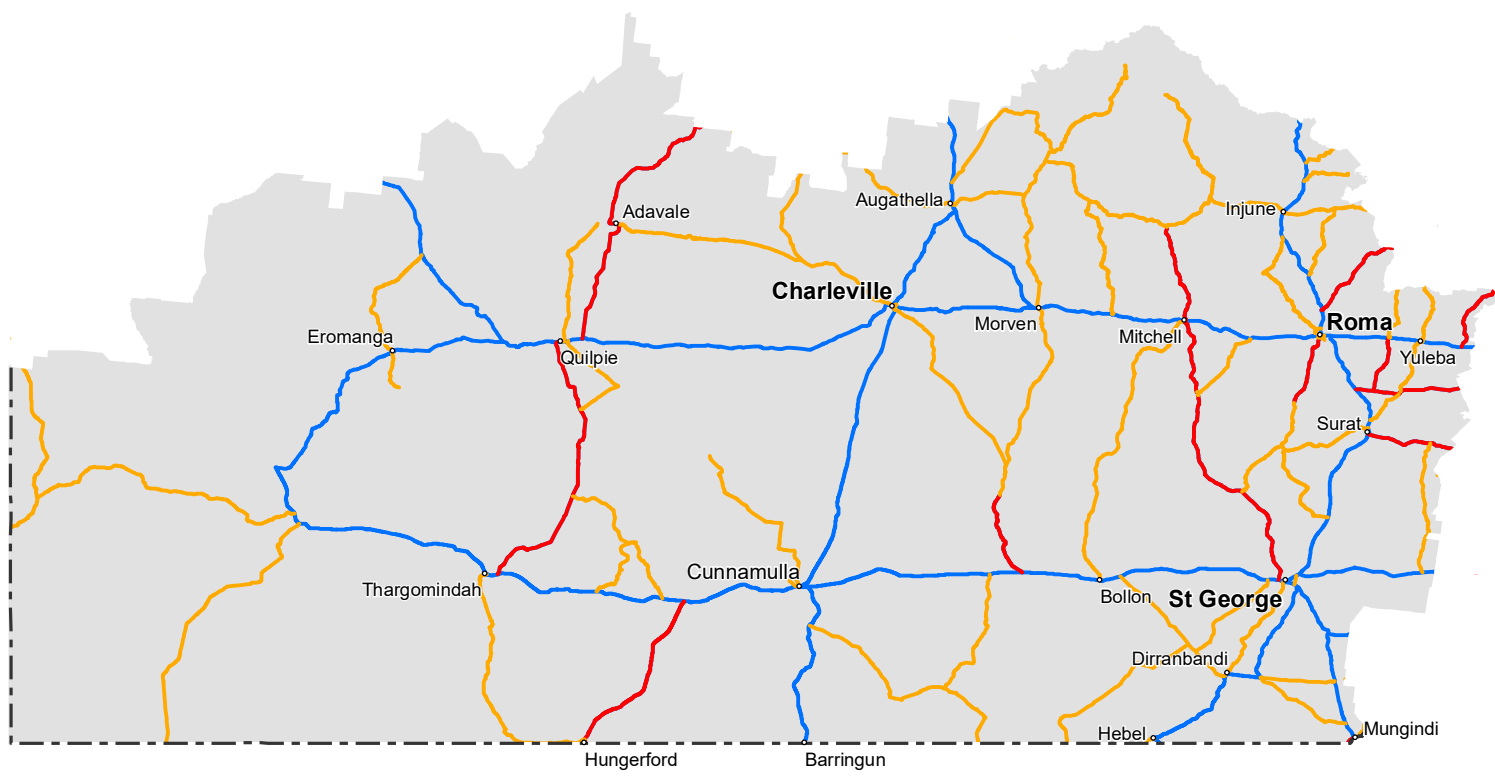 Augathella
Adavale
Injune
Charleville
Roma
Morven
Mitchell
Eromanga
Quilpie
Yuleba
Surat
Cunnamulla
Thargomindah
Bollon
St George
Dirranbandi
Hebel
Mungindi
Hungerford
Barringun